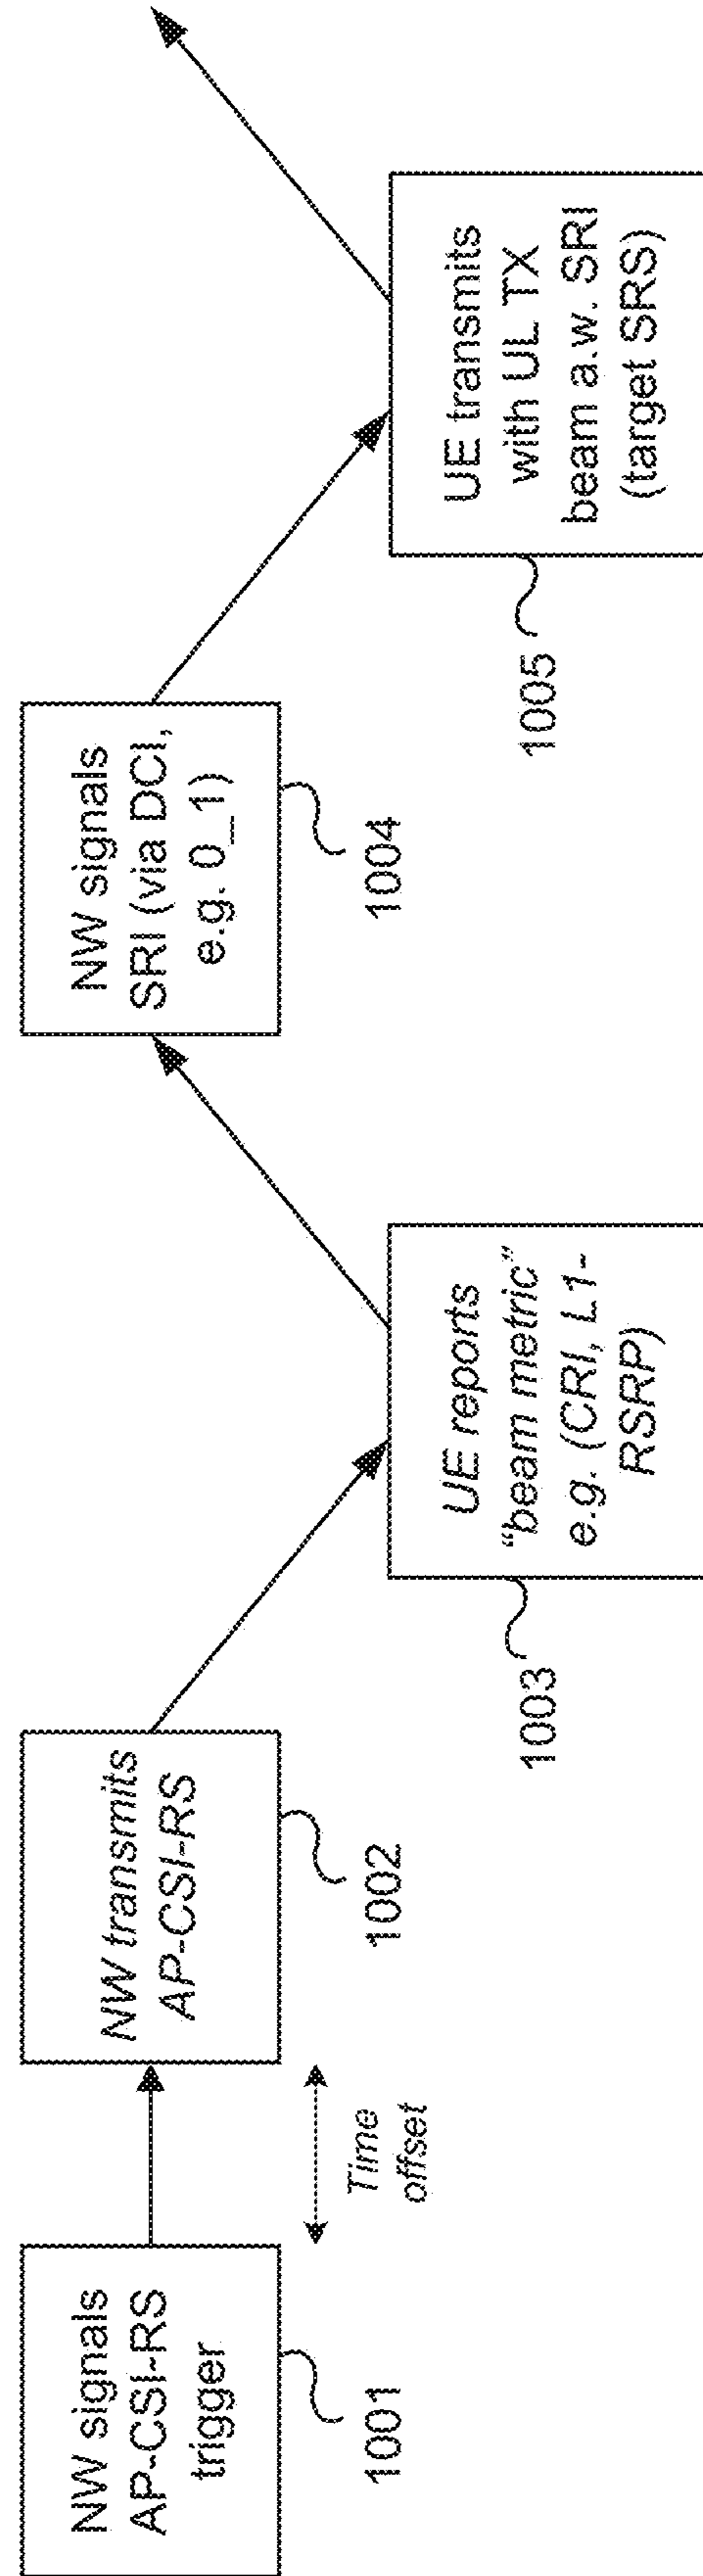 NW signals
AP-CSI-RS
trigger
1001
Time
offset
NW transmits
AP-CSI-RS
1002
UE reports
“beam metric”
e.g. (CRI, L1-
RSRP)
1003
NW signals
SRI (via DCI,
e.g. 0_1)
1004
UE transmits
with UL TX
beam a.w. SRI
(target SRS)
1005